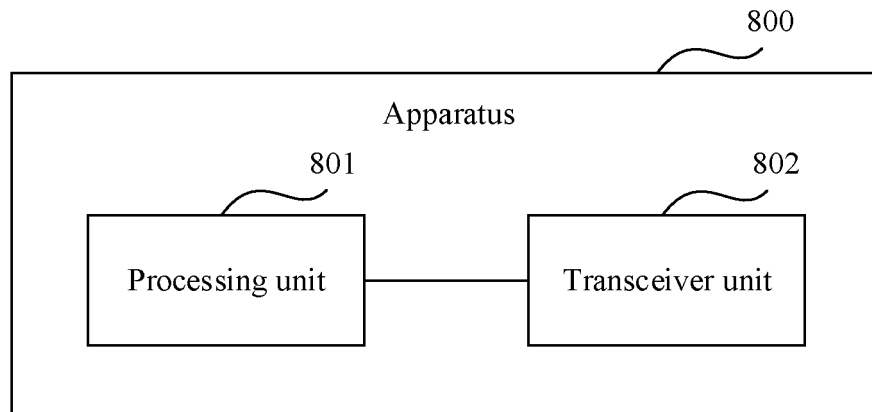 800
Apparatus
801
802
Processing unit
Transceiver unit